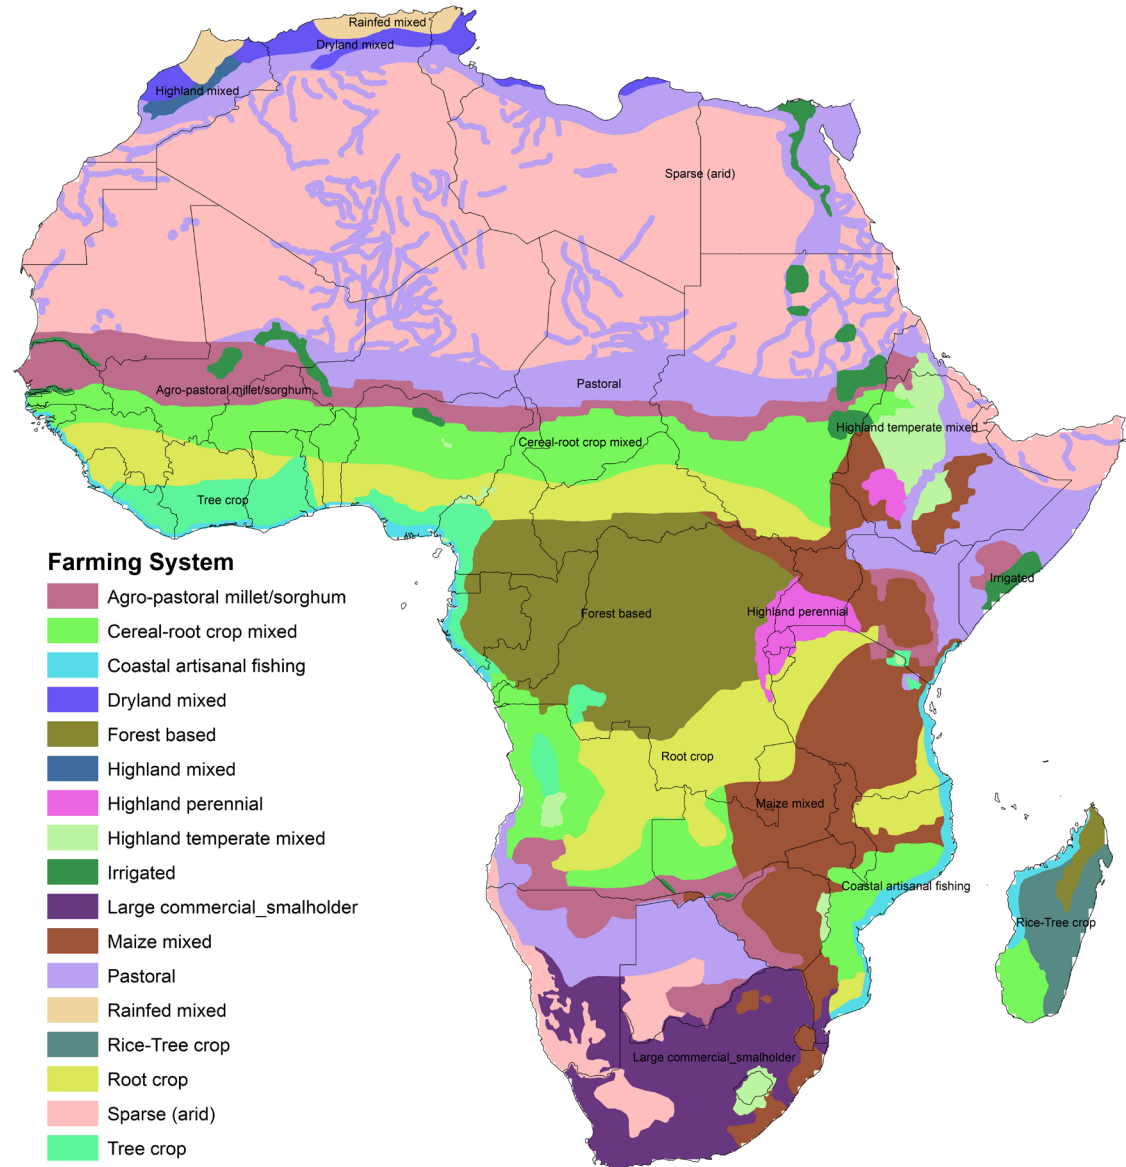 Rainfed mixed
Dryland mixed
Highland mixed
Sparse (arid)
Pastoral
Agro-pastoral millet/sorghum
Highland temperate mixed
Cereal-root crop mixed
Tree crop
Irrigated
Highland perennial
Forest based
Root crop
Maize mixed
Coastal artisanal fishing
Rice-Tree crop
Large commercial_smalholder
Farming System
Agro-pastoral millet/sorghum
Cereal-root crop mixed
Coastal artisanal fishing
Dryland mixed
Forest based
Highland mixed
Highland perennial
Highland temperate mixed
Irrigated
Large commercial_smalholder
Maize mixed
Pastoral
Rainfed mixed
Rice-Tree crop
Root crop
Sparse (arid)
Tree crop